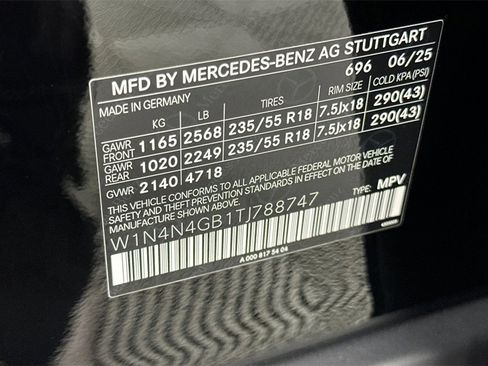 MFD BY MERCEDES-BENZ AG STUTTGART
696 06/25
MADE IN GERMANY
KG LB TIRES RIM SIZE COLD KPA(PSI)
GAWR FRONT 1165 2568 235/55 R18 7.5Jx18 290(43)
GAWR REAR 1020 2249 235/55 R18 7.5Jx18 290(43)
GVWR 2140 4718
THIS VEHICLE CONFORMS TO ALL APPLICABLE FEDERAL MOTOR VEHICLE
SAFETY, BUMPER, AND THEFT PREVENTION STANDARDS IN EFFECT ON THE DATE OF
MANUFACTURE SHOWN ABOVE.
W1N4N4GB1TJ788747 TYPE: MPV
A 000 817 54 04